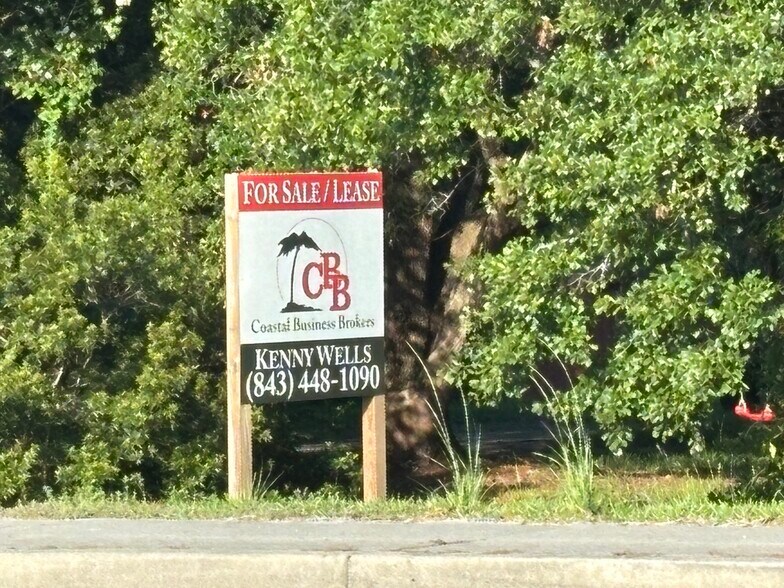 FOR SALE / LEASE
CBB
Coastal Business Brokers
KENNY WELLS
(843) 448-1090